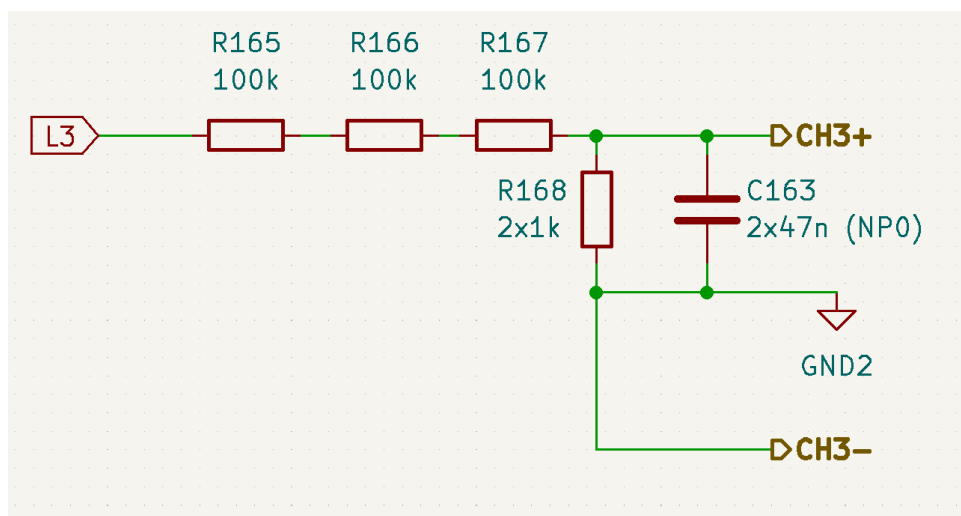 R165
100k
R166
100k
R167
100k
L3
CH3+
R168
2x1k
C163
2x47n (NP0)
GND2
CH3-